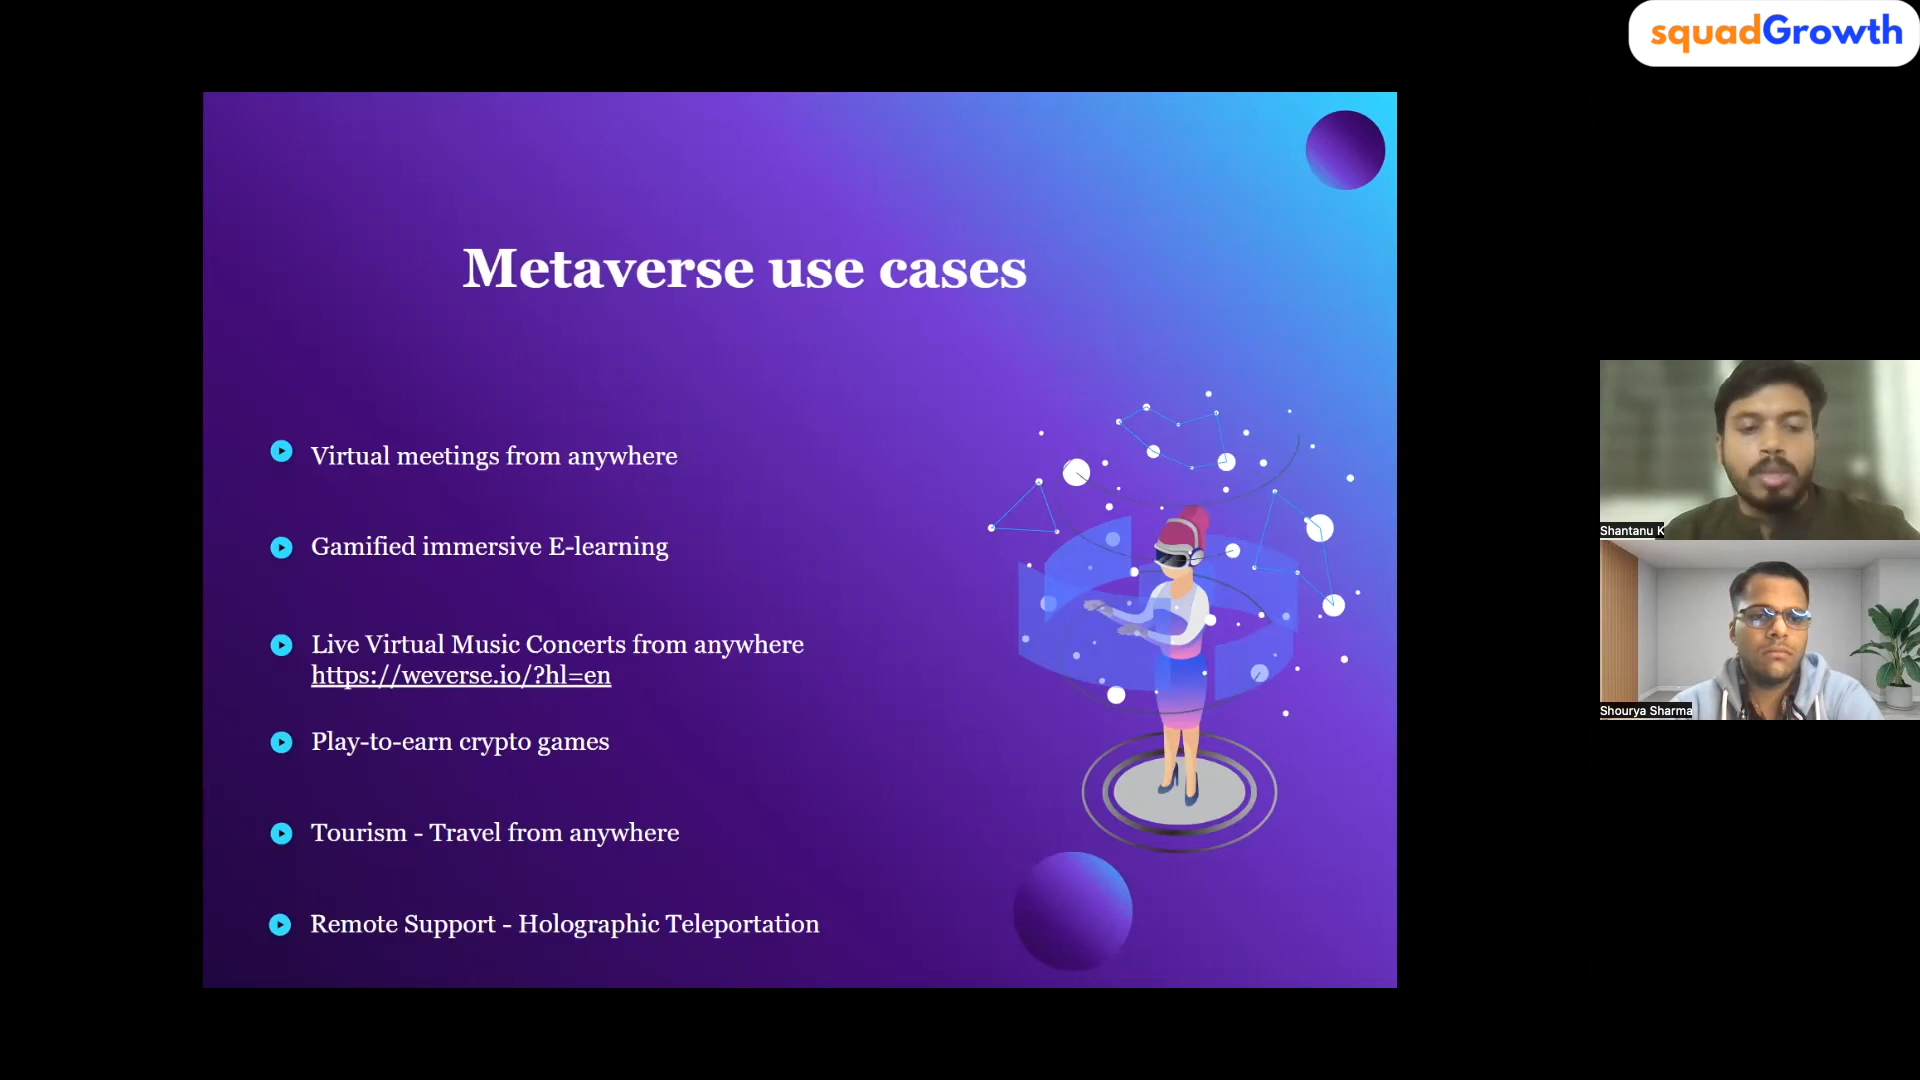 squadGrowth
Metaverse use cases
Virtual meetings from anywhere
Gamified immersive E-learning
Live Virtual Music Concerts from anywhere
https://weverse.io/?hl=en
Play-to-earn crypto games
Tourism - Travel from anywhere
Remote Support - Holographic Teleportation
Shantanu K
Shourya Sharma